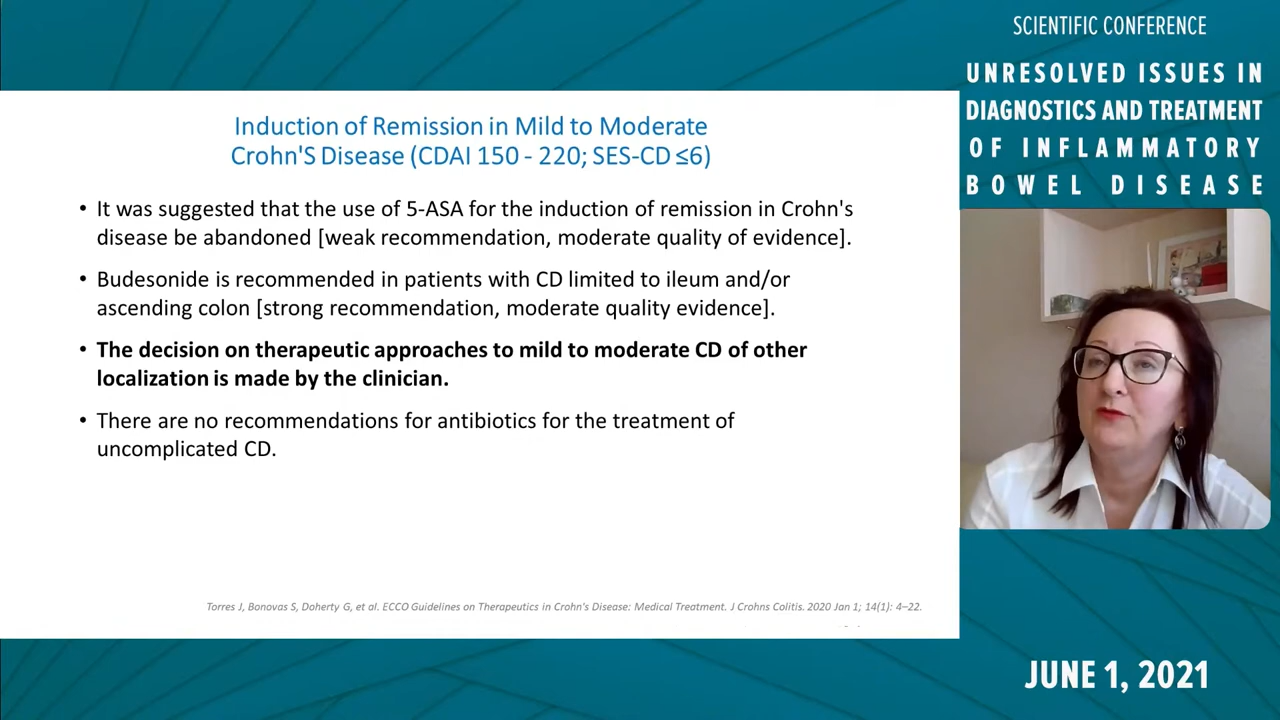 SCIENTIFIC CONFERENCE
UNRESOLVED ISSUES IN
DIAGNOSTICS AND TREATMENT
OF INFLAMMATORY
BOWEL DISEASE
Induction of Remission in Mild to Moderate
Crohn'S Disease (CDAI 150 - 220; SES-CD ≤6)
• It was suggested that the use of 5-ASA for the induction of remission in Crohn's
disease be abandoned [weak recommendation, moderate quality of evidence].
• Budesonide is recommended in patients with CD limited to ileum and/or
ascending colon [strong recommendation, moderate quality evidence].
• The decision on therapeutic approaches to mild to moderate CD of other
localization is made by the clinician.
• There are no recommendations for antibiotics for the treatment of
uncomplicated CD.
Torres J, Bonovas S, Doherty G, et al. ECCO Guidelines on Therapeutics in Crohn's Disease: Medical Treatment. J Crohns Colitis. 2020 Jan 1; 14(1): 4–22.
JUNE 1, 2021